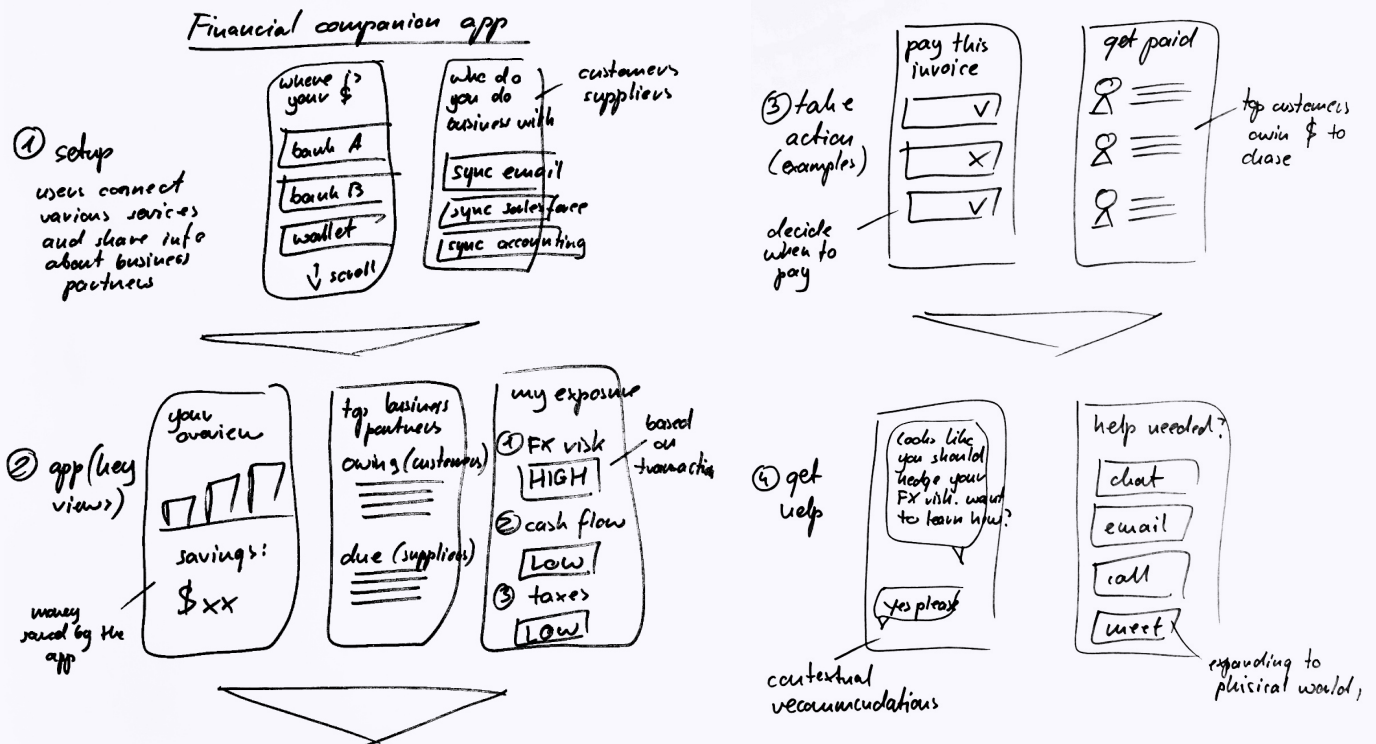 Financial companion app
① setup
users connect
various services
and share info
about business
partners
where is
your $
bank A
bank B
wallet
scroll
who do
you do
business with
sync email
sync salesforce
sync accounting
customers
suppliers
② app (key
views)
your
overview
savings:
$xx
money
saved by the
app
top business
partners
owing (customers)
due (suppliers)
my exposure
① FX risk
HIGH
② cash flow
LOW
③ taxes
LOW
based
on
transactions
③ take
action
(examples)
decide
when to
pay
pay this
invoice
get paid
top customers
owin $ to
chase
④ get
help
Looks like
you should
hedge your
FX risk. want
to learn how?
yes please
contextual
recommendations
help needed?
chat
email
call
meet
expanding to
phisical world,